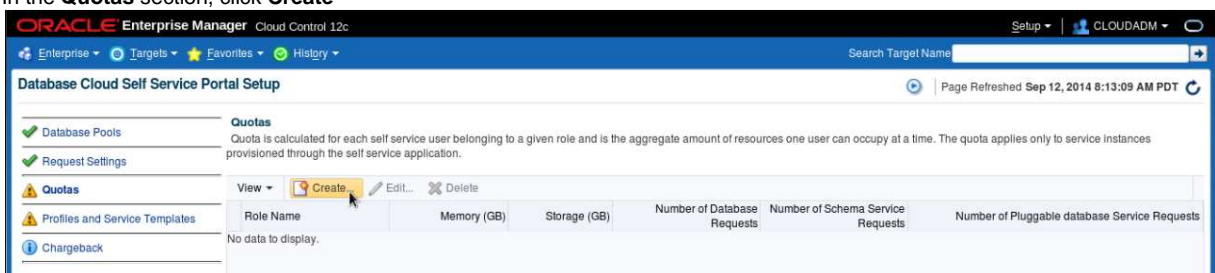 In the Quotas section, click Create
ORACLE Enterprise Manager Cloud Control 12c
Setup
CLOUDADM
Enterprise Targets Favorites History
Search Target Name
Database Cloud Self Service Portal Setup
Page Refreshed Sep 12, 2014 8:13:09 AM PDT
Database Pools
Request Settings
Quotas
Profiles and Service Templates
Chargeback
Quotas
Quota is calculated for each self service user belonging to a given role and is the aggregate amount of resources one user can occupy at a time. The quota applies only to service instances
provisioned through the self service application.
View Create... Edit... Delete
Role Name Memory (GB) Storage (GB) Number of Database Requests Number of Schema Service Requests Number of Pluggable database Service Requests
No data to display.